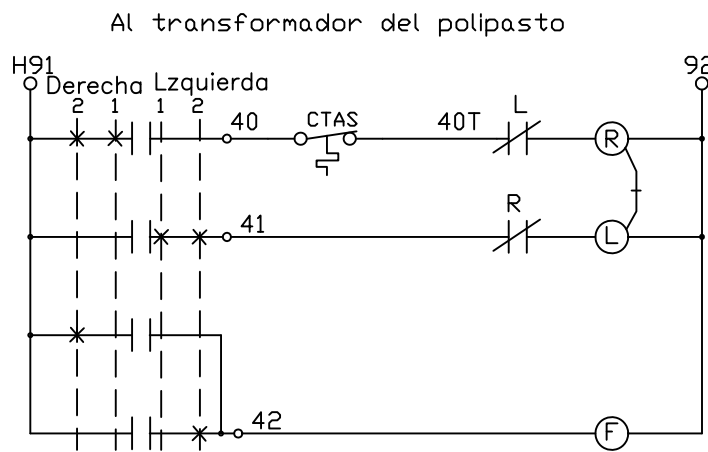 Al transformador del polipasto
H91
92
Derecha
Lzquierda
2
1
1
2
40
CTAS
40T
L
R
41
R
L
42
F